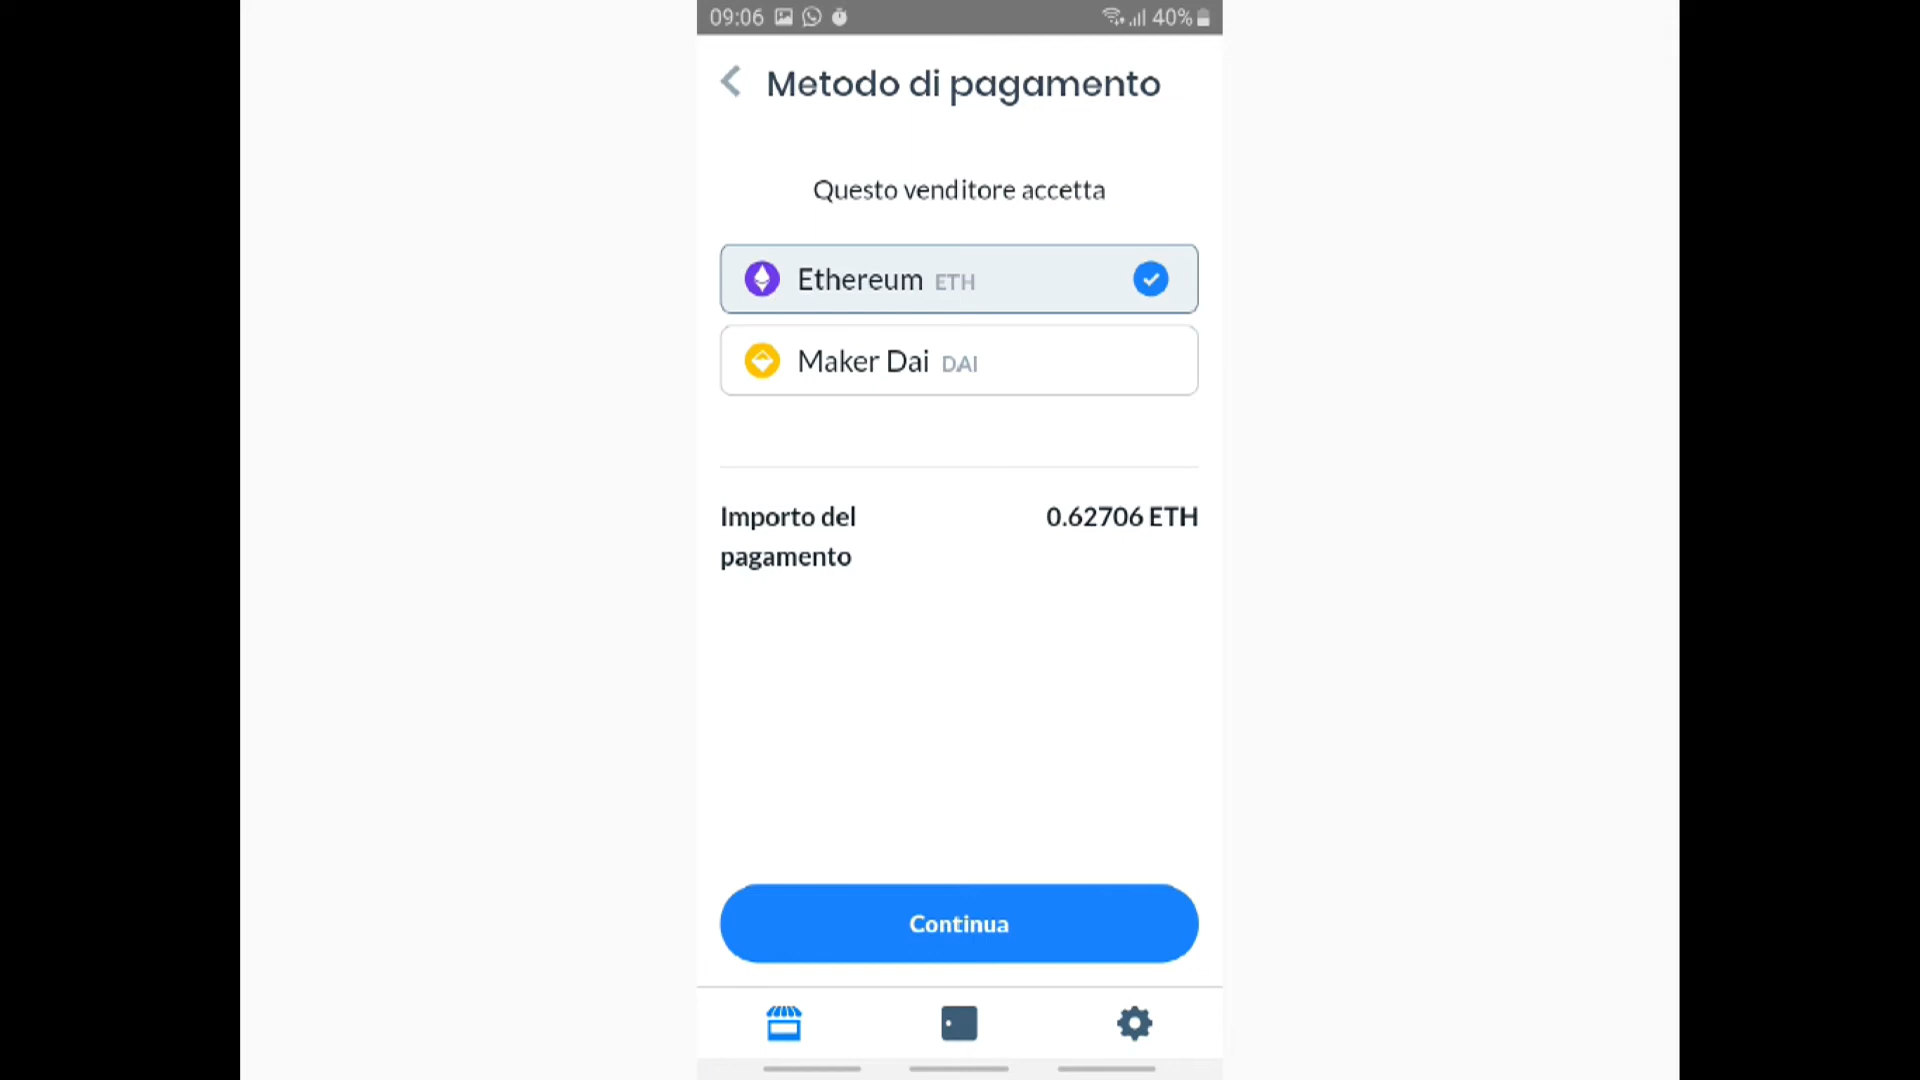 09:06 40%
Metodo di pagamento
Questo venditore accetta
Ethereum ETH
Maker Dai DAI
Importo del 0.62706 ETH
pagamento
Continua